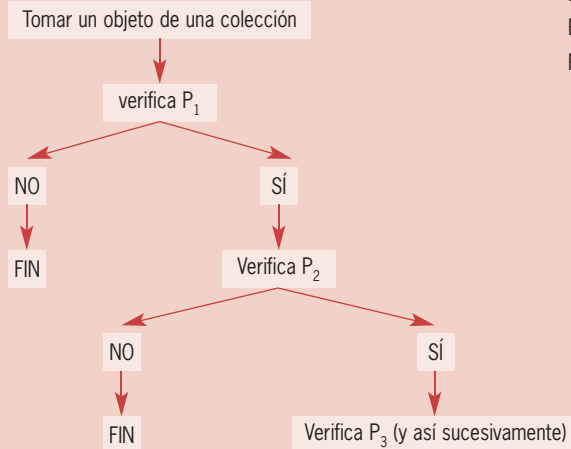 Tomar un objeto de una colección
verifica P₁
NO
SÍ
FIN
Verifica P₂
NO
SÍ
FIN
Verifica P₃ (y así sucesivamente)